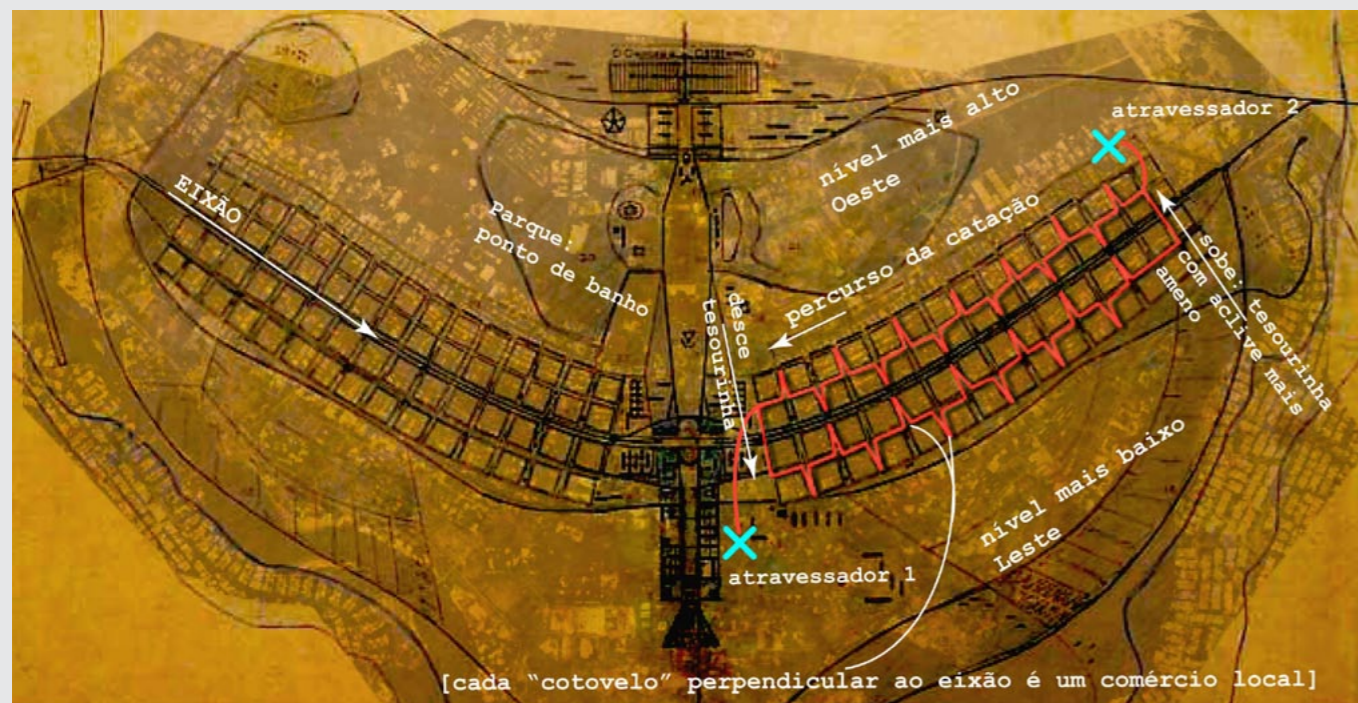 EIXÃO
Parque:
ponto de banho
nível mais alto
Oeste
atravessador 2
percurso da catação
desce
tesourinha
sobe: tesourinha
com aclive mais
ameno
nível mais baixo
Leste
atravessador 1
[cada “cotovelo” perpendicular ao eixão é um comércio local]